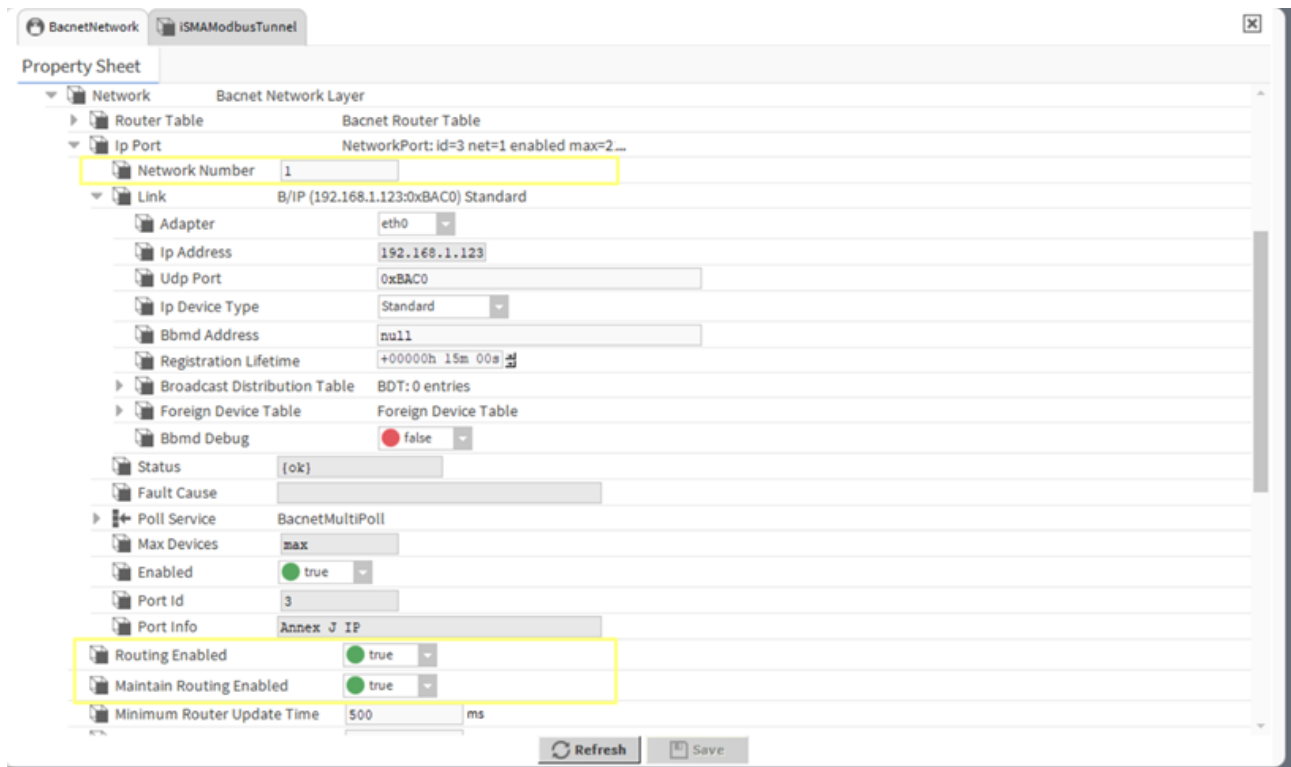 BacnetNetwork iSMAModbusTunnel
Property Sheet
Network Bacnet Network Layer
Router Table Bacnet Router Table
Ip Port NetworkPort: id=3 net=1 enabled max=2...
Network Number 1
Link B/IP (192.168.1.123:0xBAC0) Standard
Adapter eth0
Ip Address 192.168.1.123
Udp Port 0xBAC0
Ip Device Type Standard
Bbmd Address null
Registration Lifetime +00000h 15m 00s
Broadcast Distribution Table BDT: 0 entries
Foreign Device Table Foreign Device Table
Bbmd Debug false
Status {ok}
Fault Cause
Poll Service BacnetMultiPoll
Max Devices max
Enabled true
Port Id 3
Port Info Annex J IP
Routing Enabled true
Maintain Routing Enabled true
Minimum Router Update Time 500 ms
Refresh Save